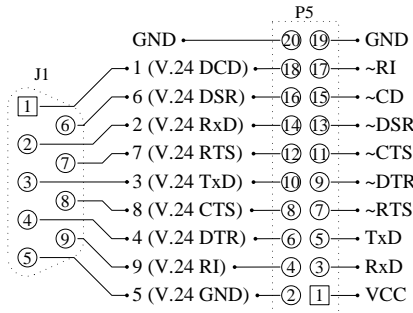 P5
GND 20 19 GND
J1 1 (V.24 DCD) 18 17 ~RI
1 6 (V.24 DSR) 16 15 ~CD
6 2 (V.24 RxD) 14 13 ~DSR
2 7 (V.24 RTS) 12 11 ~CTS
7 3 (V.24 TxD) 10 9 ~DTR
3 8 (V.24 CTS) 8 7 ~RTS
8 4 (V.24 DTR) 6 5 TxD
4 9 (V.24 RI) 4 3 RxD
9 5 (V.24 GND) 2 1 VCC
5